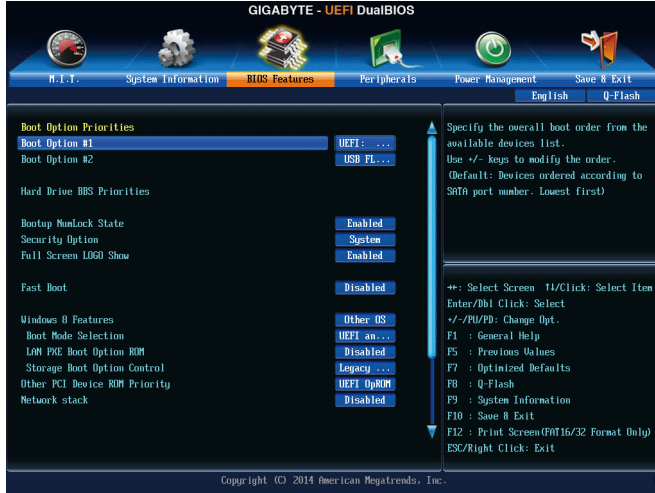 GIGABYTE - UEFI DualBIOS
M.I.T. System Information BIOS Features Peripherals Power Management Save & Exit
English Q-Flash
Boot Option Priorities
Boot Option #1 UEFI: ...
Boot Option #2 USB FL...
Hard Drive BBS Priorities
Bootup NumLock State Enabled
Security Option System
Full Screen LOGO Show Enabled
Fast Boot Disabled
Windows 8 Features Other OS
Boot Mode Selection UEFI an...
LAN PXE Boot Option ROM Disabled
Storage Boot Option Control Legacy ...
Other PCI Device ROM Priority UEFI OpROM
Network stack Disabled
Specify the overall boot order from the
available devices list.
Use +/- keys to modify the order.
(Default: Devices ordered according to
SATA port number. Lowest first)
→←: Select Screen ↑↓/Click: Select Item
Enter/Dbl Click: Select
+/-/PU/PD: Change Opt.
F1 : General Help
F5 : Previous Values
F7 : Optimized Defaults
F8 : Q-Flash
F9 : System Information
F10 : Save & Exit
F12 : Print Screen(FAT16/32 Format Only)
ESC/Right Click: Exit
Copyright (C) 2014 American Megatrends, Inc.